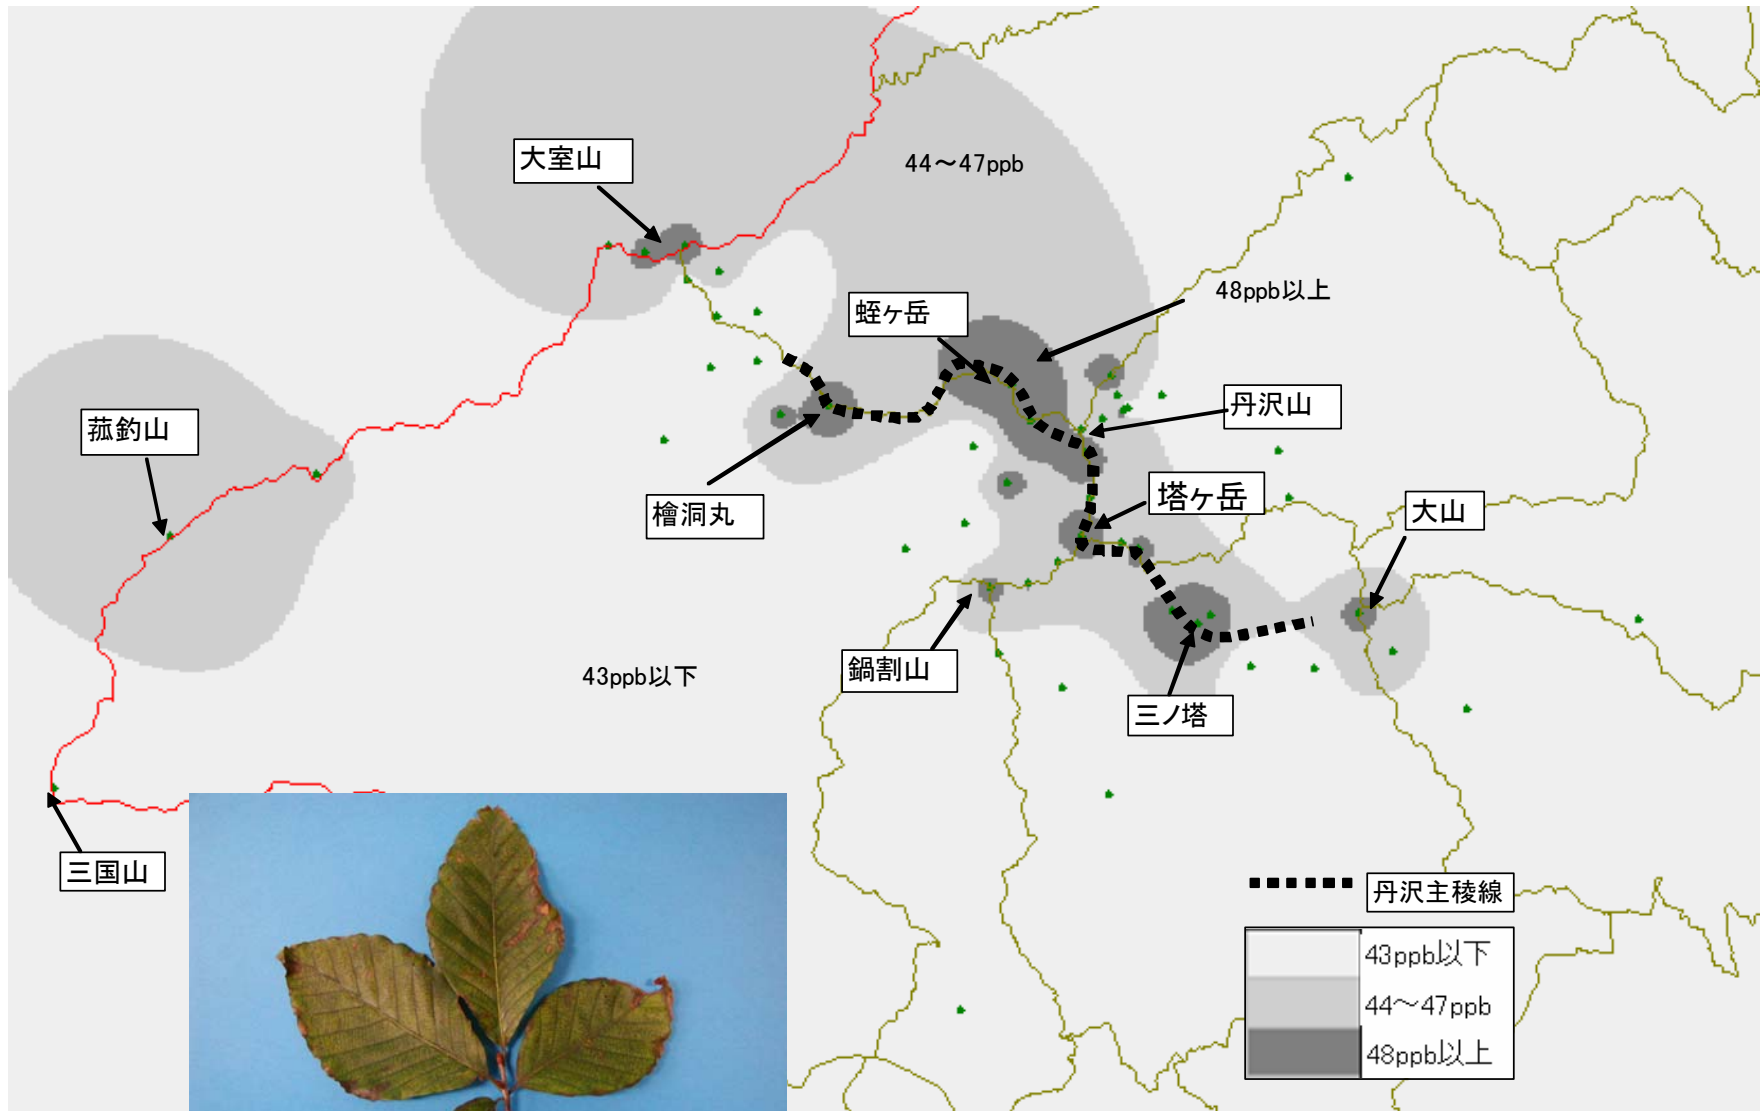 大室山
44～47ppb
48ppb以上
蛭ヶ岳
丹沢山
菰釣山
檜洞丸
塔ヶ岳
大山
鍋割山
43ppb以下
三ノ塔
三国山
丹沢主稜線
43ppb以下
44～47ppb
48ppb以上